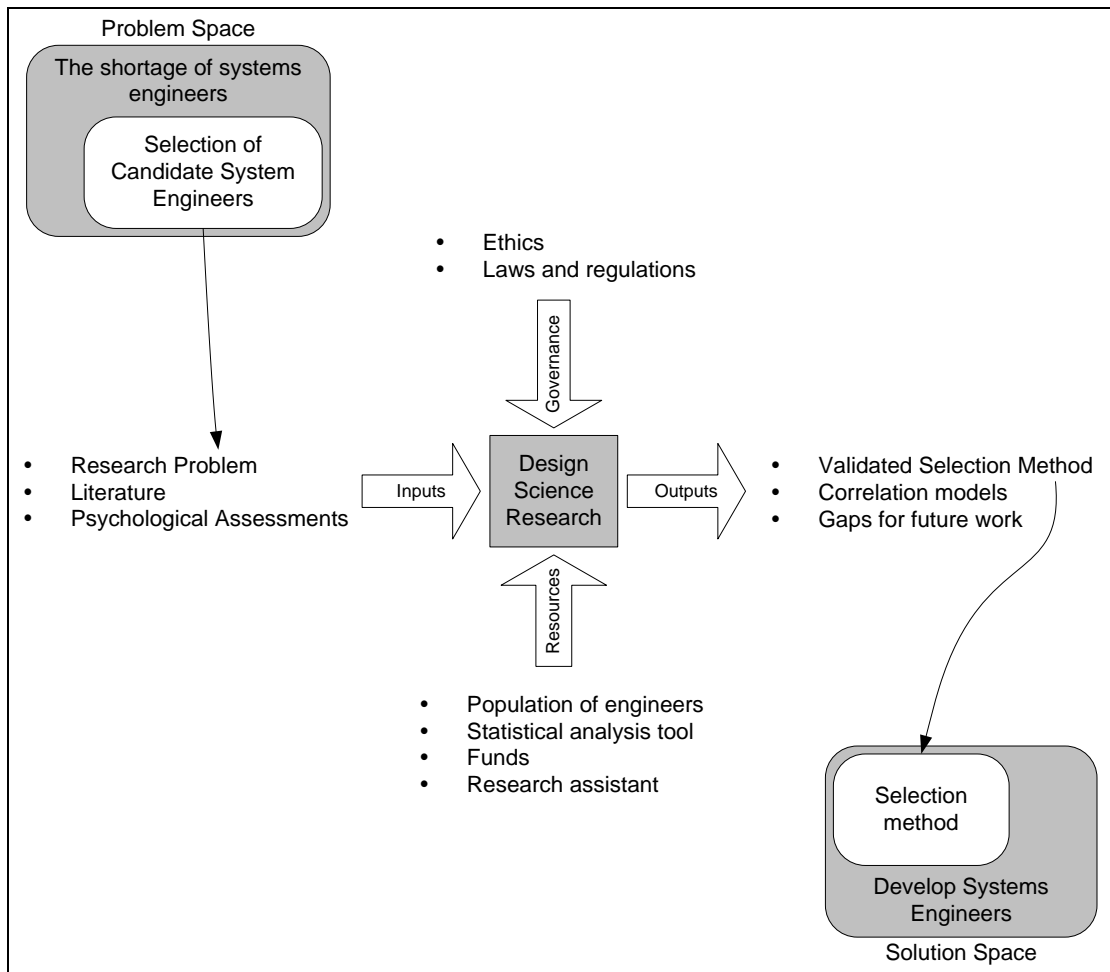 Problem Space
The shortage of systems
engineers
Selection of
Candidate System
Engineers
• Ethics
• Laws and regulations
Governance
• Research Problem
• Literature
• Psychological Assessments
Inputs
Design
Science
Research
Outputs
• Validated Selection Method
• Correlation models
• Gaps for future work
Resources
• Population of engineers
• Statistical analysis tool
• Funds
• Research assistant
Selection
method
Develop Systems
Engineers
Solution Space